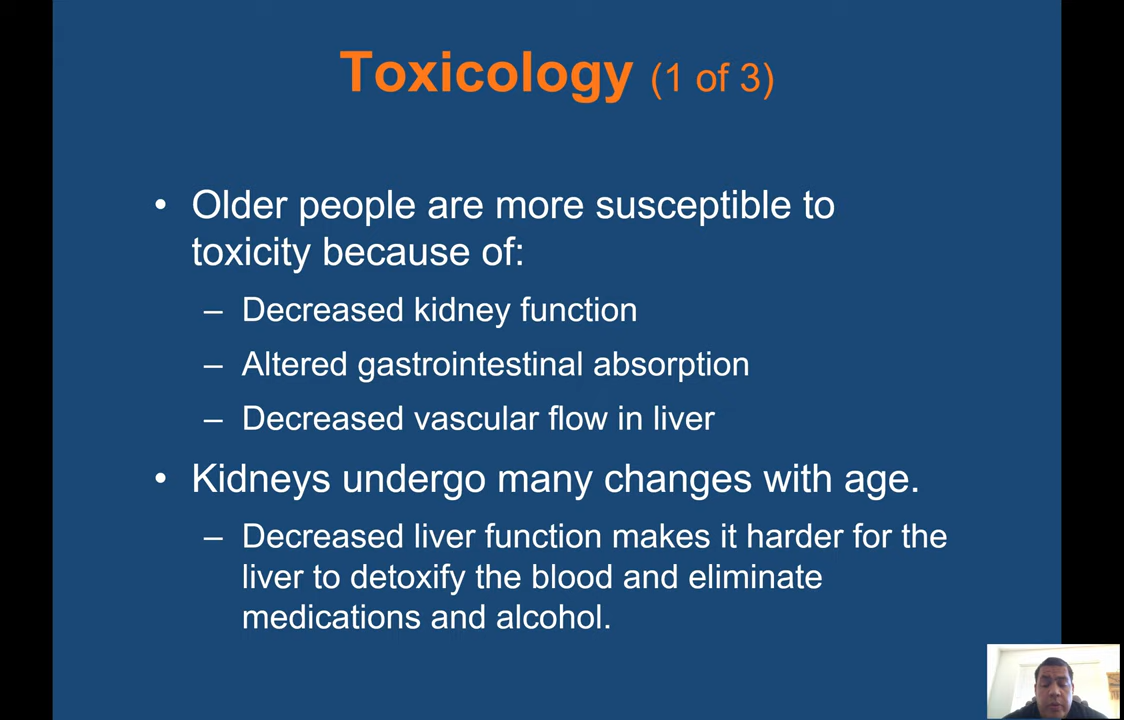 Toxicology (1 of 3)
• Older people are more susceptible to
toxicity because of:
– Decreased kidney function
– Altered gastrointestinal absorption
– Decreased vascular flow in liver
• Kidneys undergo many changes with age.
– Decreased liver function makes it harder for the
liver to detoxify the blood and eliminate
medications and alcohol.